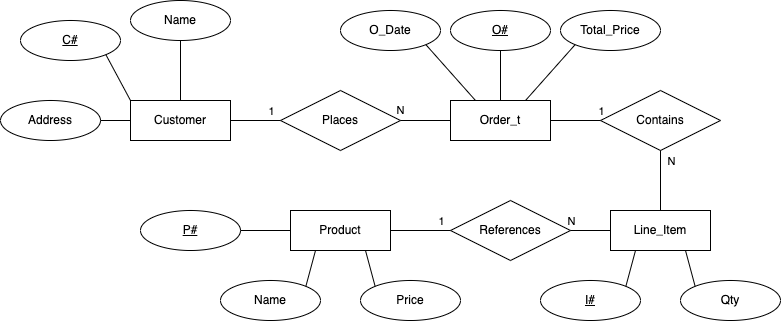 Name
C#
Address
Customer
1
Places
N
O_Date
O#
Total_Price
Order_t
1
Contains
N
P#
Product
1
References
N
Line_Item
Name
Price
I#
Qty